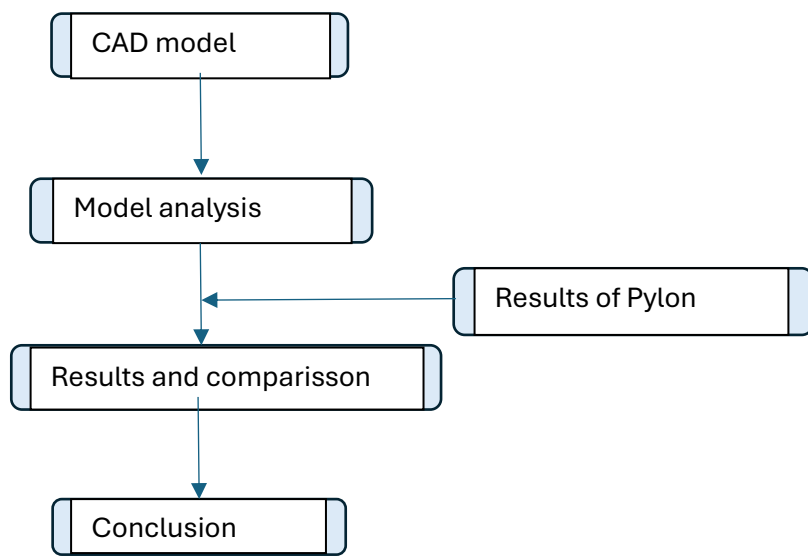 CAD model
Model analysis
Results of Pylon
Results and comparisson
Conclusion